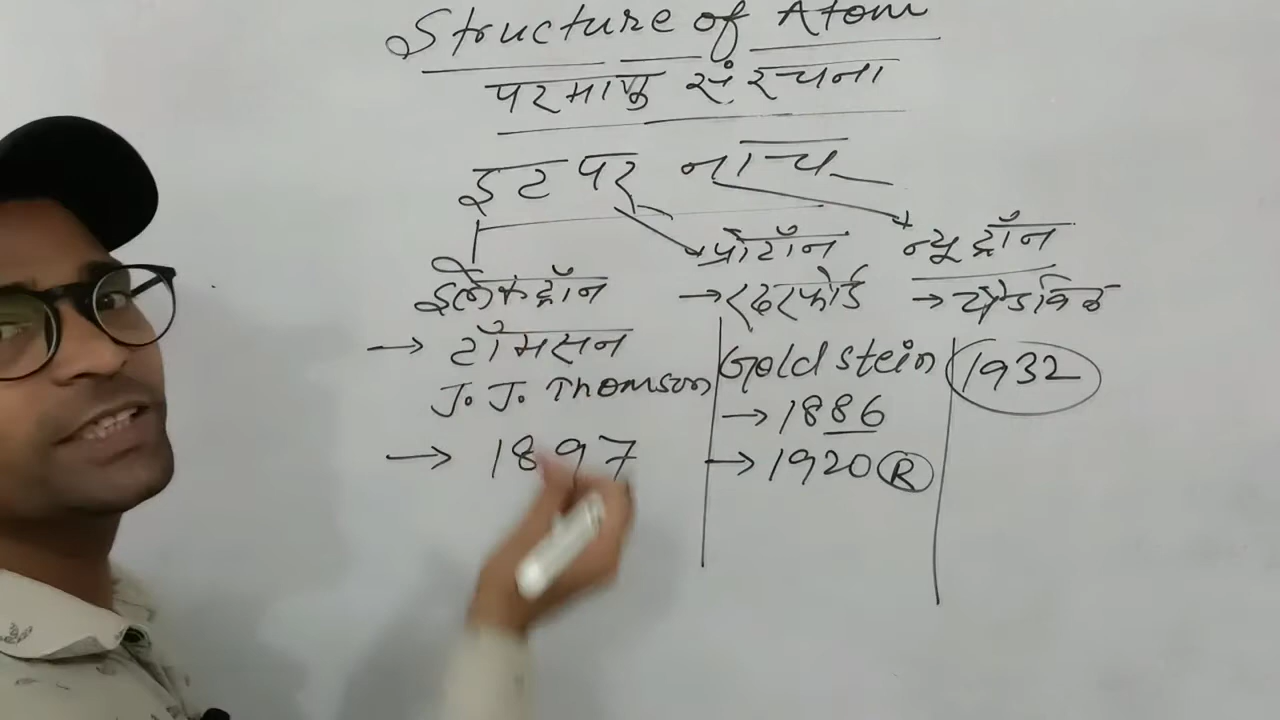 Structure of Atom
परमाणु संरचना
इट पर नाच
इलेक्ट्रॉन
→ टॉमसन
J. J. Thomson
→ 1897
प्रोटॉन
→ रदरफोर्ड
Goldstein
→ 1886
→ 1920 R
न्यूट्रॉन
→ चैडविक
1932